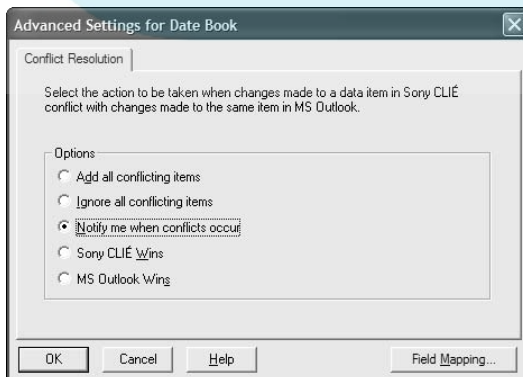 Advanced Settings for Date Book
Conflict Resolution
Select the action to be taken when changes made to a data item in Sony CLIÉ
conflict with changes made to the same item in MS Outlook.
Options
Add all conflicting items
Ignore all conflicting items
Notify me when conflicts occur
Sony CLIÉ Wins
MS Outlook Wins
OK Cancel Help Field Mapping...